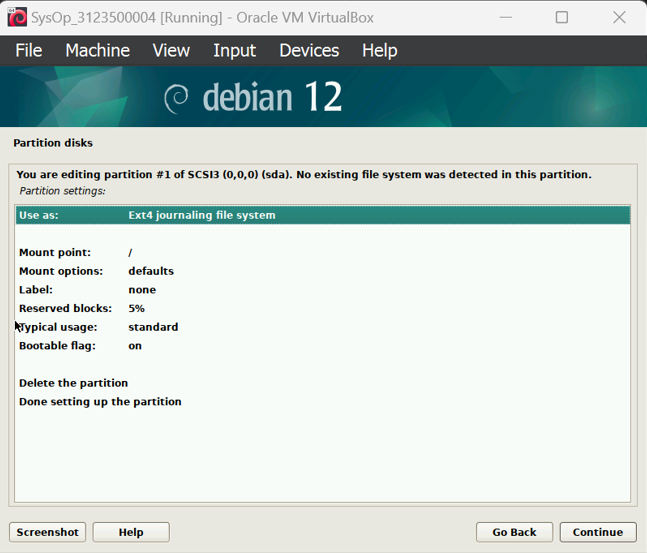 SysOp_3123500004 [Running] - Oracle VM VirtualBox
File Machine View Input Devices Help
debian 12
Partition disks
You are editing partition #1 of SCSI3 (0,0,0) (sda). No existing file system was detected in this partition.
Partition settings:
Use as: Ext4 journaling file system
Mount point: /
Mount options: defaults
Label: none
Reserved blocks: 5%
Typical usage: standard
Bootable flag: on
Delete the partition
Done setting up the partition
Screenshot Help Go Back Continue